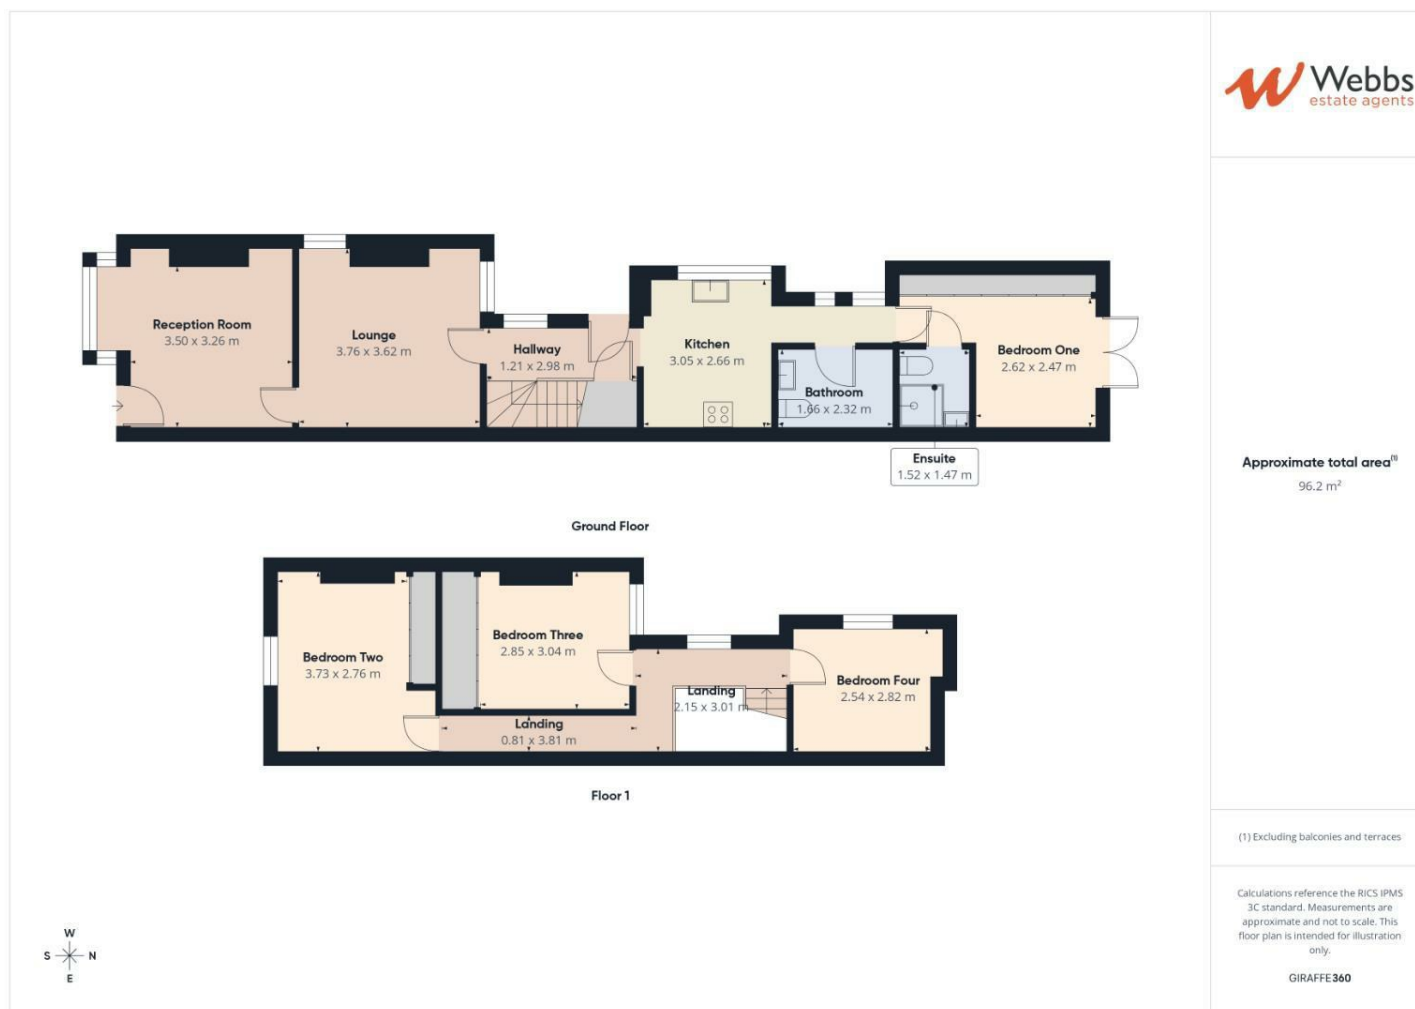 Webbs
estate agents
Reception Room
3.50 x 3.26 m
Lounge
3.76 x 3.62 m
Hallway
1.21 x 2.98 m
Kitchen
3.05 x 2.66 m
Bathroom
1.66 x 2.32 m
Bedroom One
2.62 x 2.47 m
Ensuite
1.52 x 1.47 m
Ground Floor
Approximate total area(1)
96.2 m²
Bedroom Two
3.73 x 2.76 m
Bedroom Three
2.85 x 3.04 m
Landing
0.81 x 3.81 m
Landing
2.15 x 3.01 m
Bedroom Four
2.54 x 2.82 m
Floor 1
(1) Excluding balconies and terraces
Calculations reference the RICS IPMS
3C standard. Measurements are
approximate and not to scale. This
floor plan is intended for illustration
only.
GIRAFFE360
W
S N
E